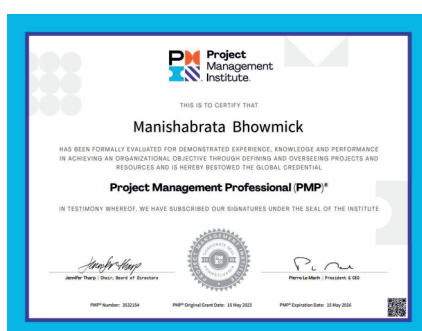 Project
Management
Institute.
THIS IS TO CERTIFY THAT
Manishabrata Bhowmick
HAS BEEN FORMALLY EVALUATED FOR DEMONSTRATED EXPERIENCE, KNOWLEDGE AND PERFORMANCE
IN ACHIEVING AN ORGANIZATIONAL OBJECTIVE THROUGH DEFINING AND OVERSEEING PROJECTS AND
RESOURCES AND IS HEREBY BESTOWED THE GLOBAL CREDENTIAL
Project Management Professional (PMP)®
IN TESTIMONY WHEREOF, WE HAVE SUBSCRIBED OUR SIGNATURES UNDER THE SEAL OF THE INSTITUTE
Jennifer Tharp | Chair, Board of Directors
Pierre Le Manh | President & CEO
PMP® Number: 3532154
PMP® Original Grant Date: 15 May 2023
PMP® Expiration Date: 15 May 2026